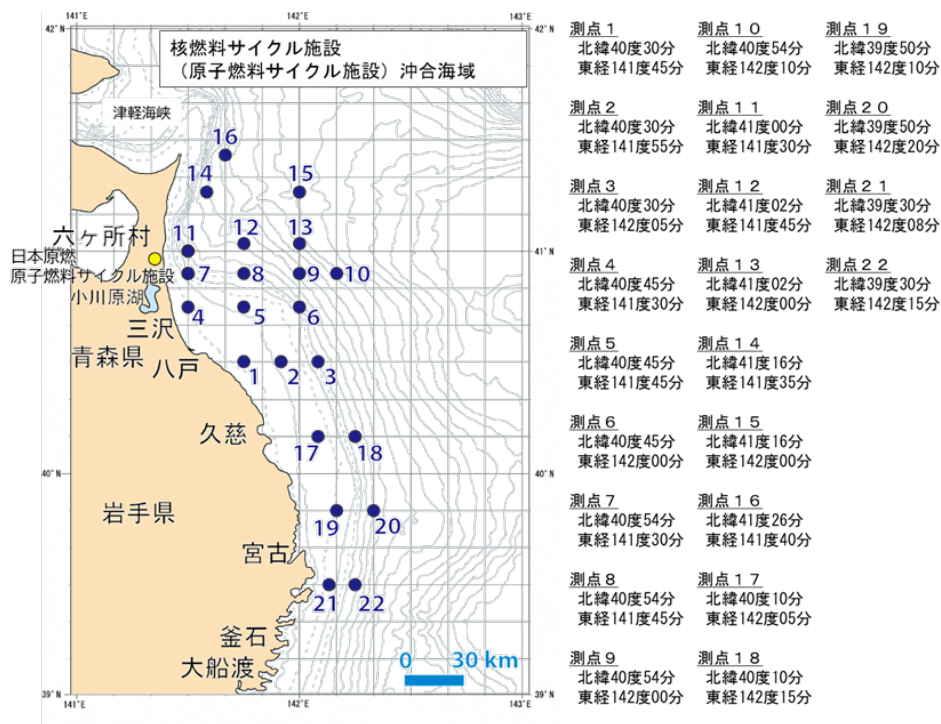 141°E
142°E
143°E
42°N
42°N
核燃料サイクル施設
(原子燃料サイクル施設)沖合海域
津軽海峡
16
14
15
12
13
六ヶ所村
11
41°N
日本原燃
原子燃料サイクル施設
7
8
9
10
小川原湖
4
5
6
三沢
青森県
八戸
1
2
3
久慈
17
18
40°N
40°N
岩手県
19
20
宮古
21
22
釜石
0 30 km
大船渡
39°N
39°N
141°E
142°E
143°E
測点1
北緯40度30分
東経141度45分
測点2
北緯40度30分
東経141度55分
測点3
北緯40度30分
東経142度05分
測点4
北緯40度45分
東経141度30分
測点5
北緯40度45分
東経141度45分
測点6
北緯40度45分
東経142度00分
測点7
北緯40度54分
東経141度30分
測点8
北緯40度54分
東経141度45分
測点9
北緯40度54分
東経142度00分
測点10
北緯40度54分
東経142度10分
測点11
北緯41度00分
東経141度30分
測点12
北緯41度02分
東経141度45分
測点13
北緯41度02分
東経142度00分
測点14
北緯41度16分
東経141度35分
測点15
北緯41度16分
東経142度00分
測点16
北緯41度26分
東経141度40分
測点17
北緯40度10分
東経142度05分
測点18
北緯40度10分
東経142度15分
測点19
北緯39度50分
東経142度10分
測点20
北緯39度50分
東経142度20分
測点21
北緯39度30分
東経142度08分
測点22
北緯39度30分
東経142度15分